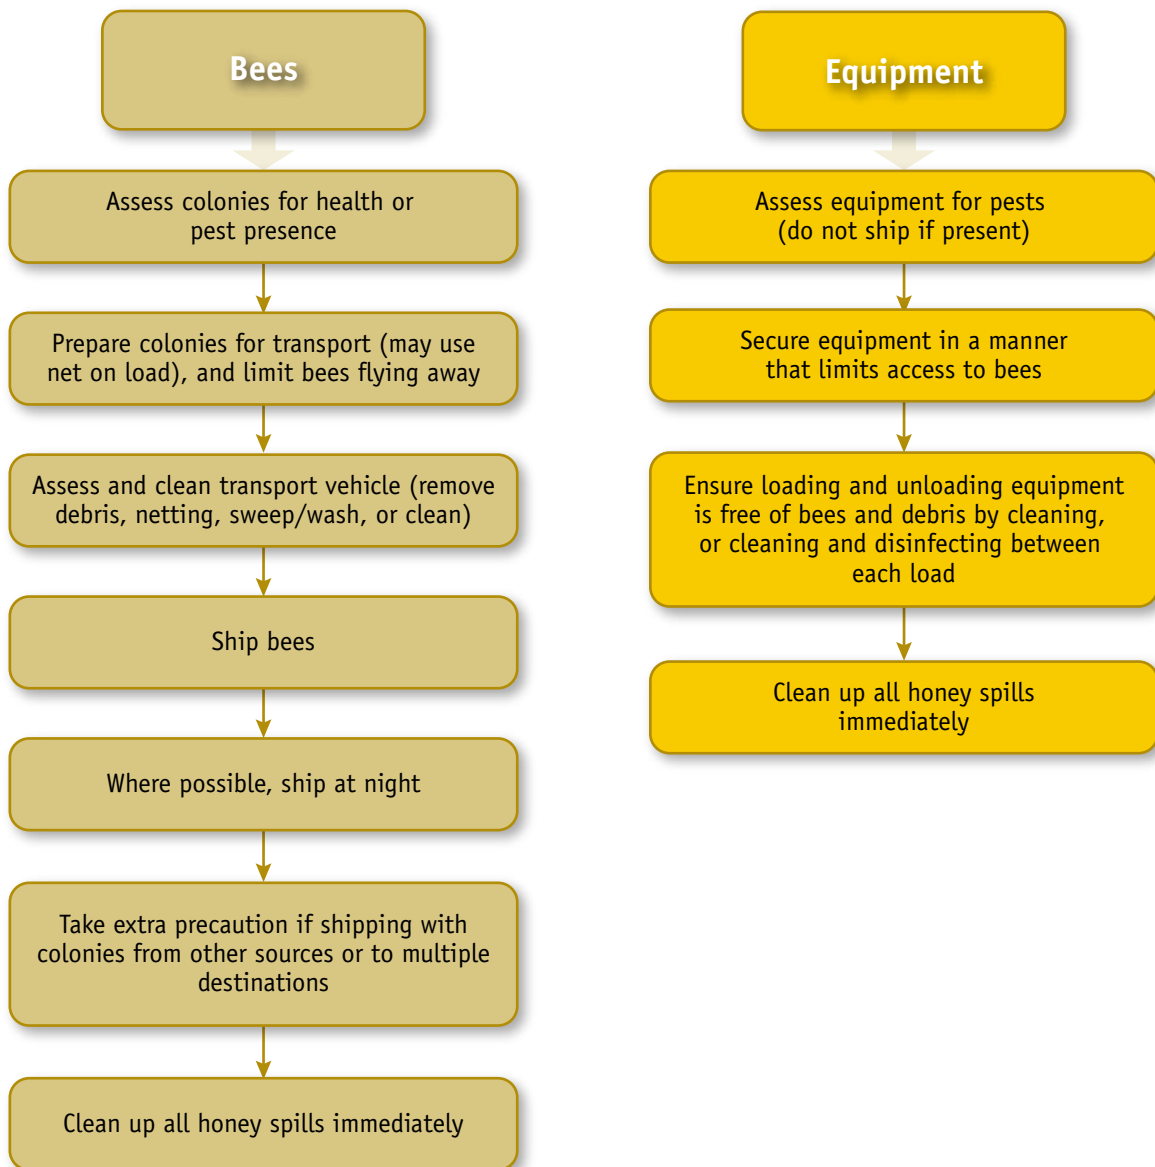 Bees
Assess colonies for health or
pest presence
Prepare colonies for transport (may use
net on load), and limit bees flying away
Assess and clean transport vehicle (remove
debris, netting, sweep/wash, or clean)
Ship bees
Where possible, ship at night
Take extra precaution if shipping with
colonies from other sources or to multiple
destinations
Clean up all honey spills immediately
Equipment
Assess equipment for pests
(do not ship if present)
Secure equipment in a manner
that limits access to bees
Ensure loading and unloading equipment
is free of bees and debris by cleaning,
or cleaning and disinfecting between
each load
Clean up all honey spills
immediately